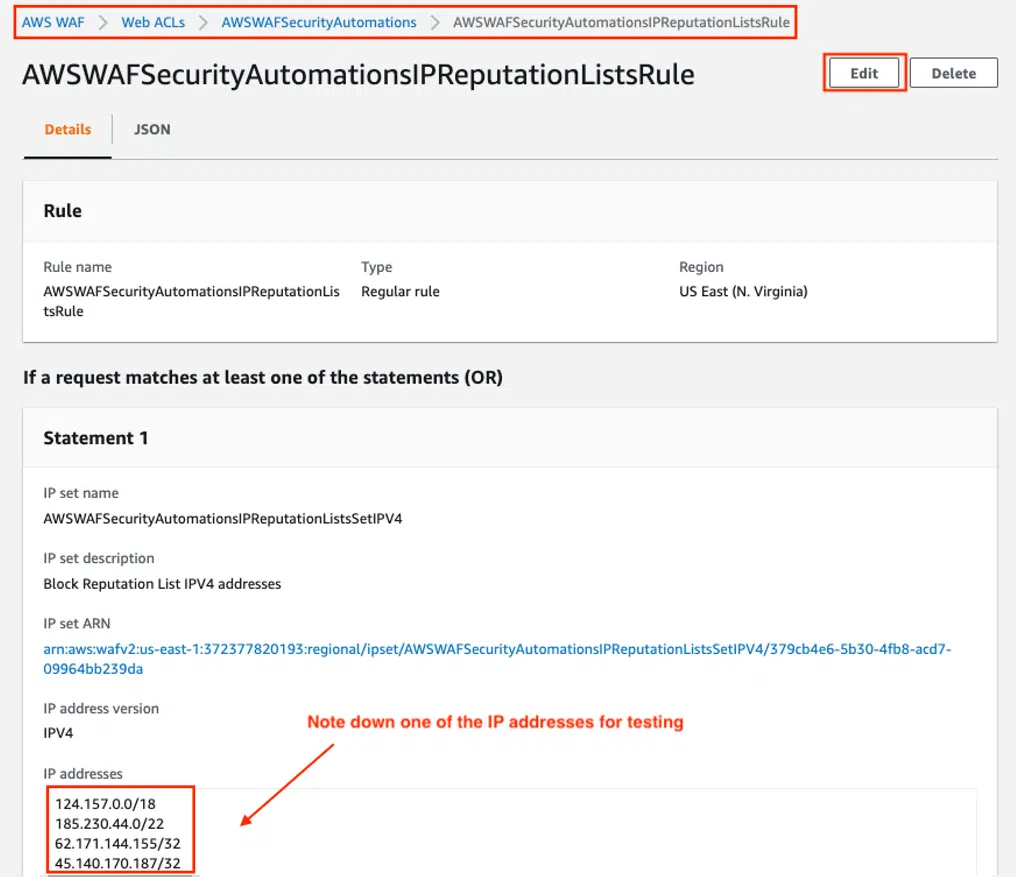 AWS WAF > Web ACLs > AWSWAFSecurityAutomations > AWSWAFSecurityAutomationsIPReputationListsRule
AWSWAFSecurityAutomationsIPReputationListsRule
Edit
Delete
Details
JSON
Rule
Rule name
Type
Region
AWSWAFSecurityAutomationsIPReputationLis
tsRule
Regular rule
US East (N. Virginia)
If a request matches at least one of the statements (OR)
Statement 1
IP set name
AWSWAFSecurityAutomationsIPReputationListsSetIPV4
IP set description
Block Reputation List IPV4 addresses
IP set ARN
arn:aws:wafv2:us-east-1:372377820193:regional/ipset/AWSWAFSecurityAutomationsIPReputationListsSetIPV4/379cb4e6-5b30-4fb8-acd7-
09964bb239da
IP address version
IPV4
Note down one of the IP addresses for testing
IP addresses
124.157.0.0/18
185.230.44.0/22
62.171.144.155/32
45.140.170.187/32